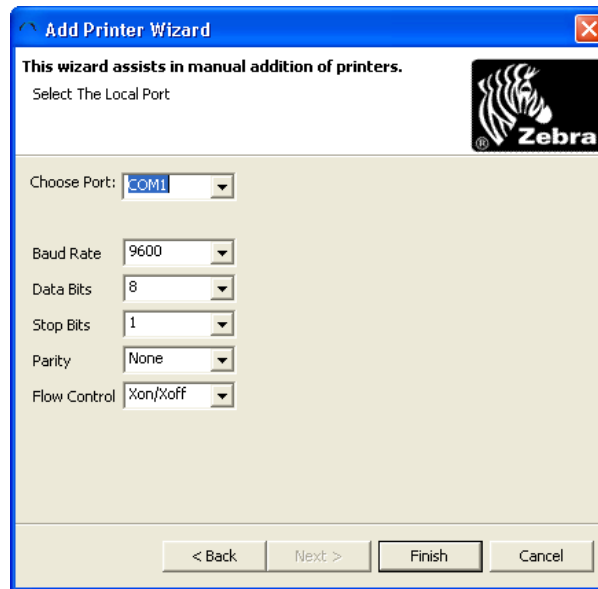 Add Printer Wizard
This wizard assists in manual addition of printers.
Select The Local Port
® Zebra
Choose Port: COM1
Baud Rate 9600
Data Bits 8
Stop Bits 1
Parity None
Flow Control Xon/Xoff
< Back Next > Finish Cancel